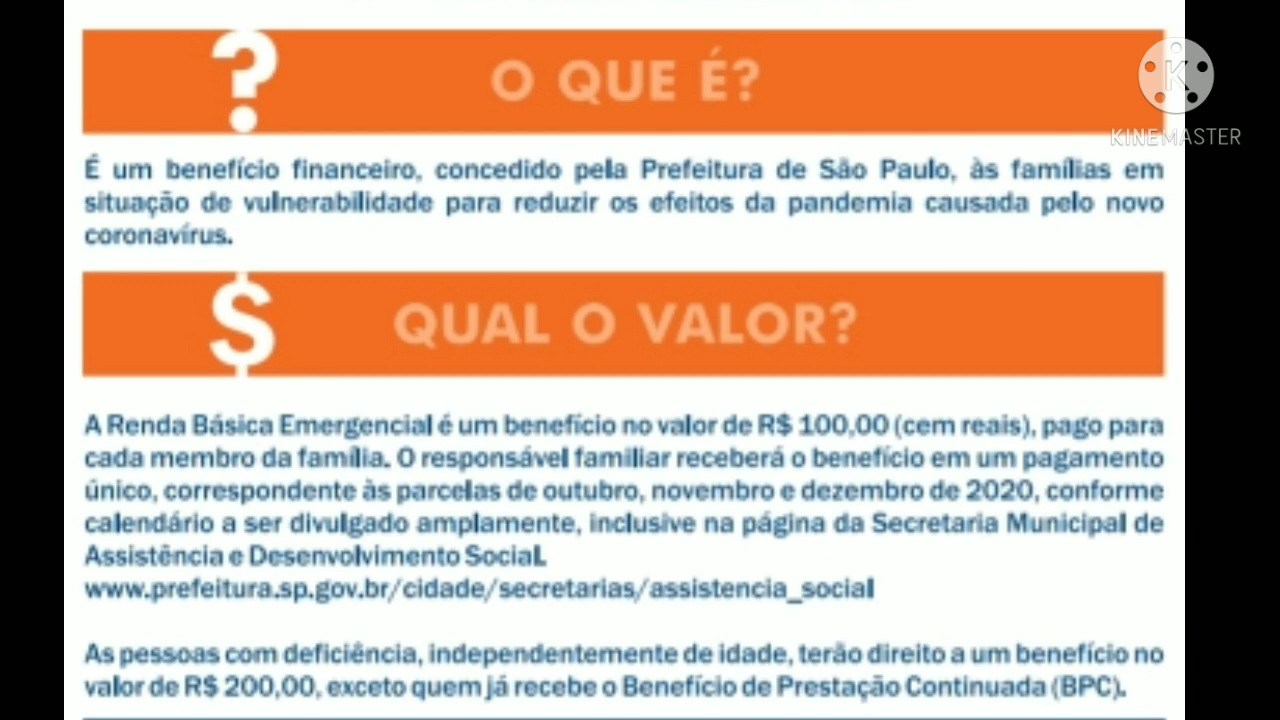 O QUE É?
É um benefício financeiro, concedido pela Prefeitura de São Paulo, às famílias em
situação de vulnerabilidade para reduzir os efeitos da pandemia causada pelo novo
coronavírus.
QUAL O VALOR?
A Renda Básica Emergencial é um benefício no valor de R$ 100,00 (cem reais), pago para
cada membro da família. O responsável familiar receberá o benefício em um pagamento
único, correspondente às parcelas de outubro, novembro e dezembro de 2020, conforme
calendário a ser divulgado amplamente, inclusive na página da Secretaria Municipal de
Assistência e Desenvolvimento Social.
www.prefeitura.sp.gov.br/cidade/secretarias/assistencia_social
As pessoas com deficiência, independentemente de idade, terão direito a um benefício no
valor de R$ 200,00, exceto quem já recebe o Benefício de Prestação Continuada (BPC).
K
KINEMASTER